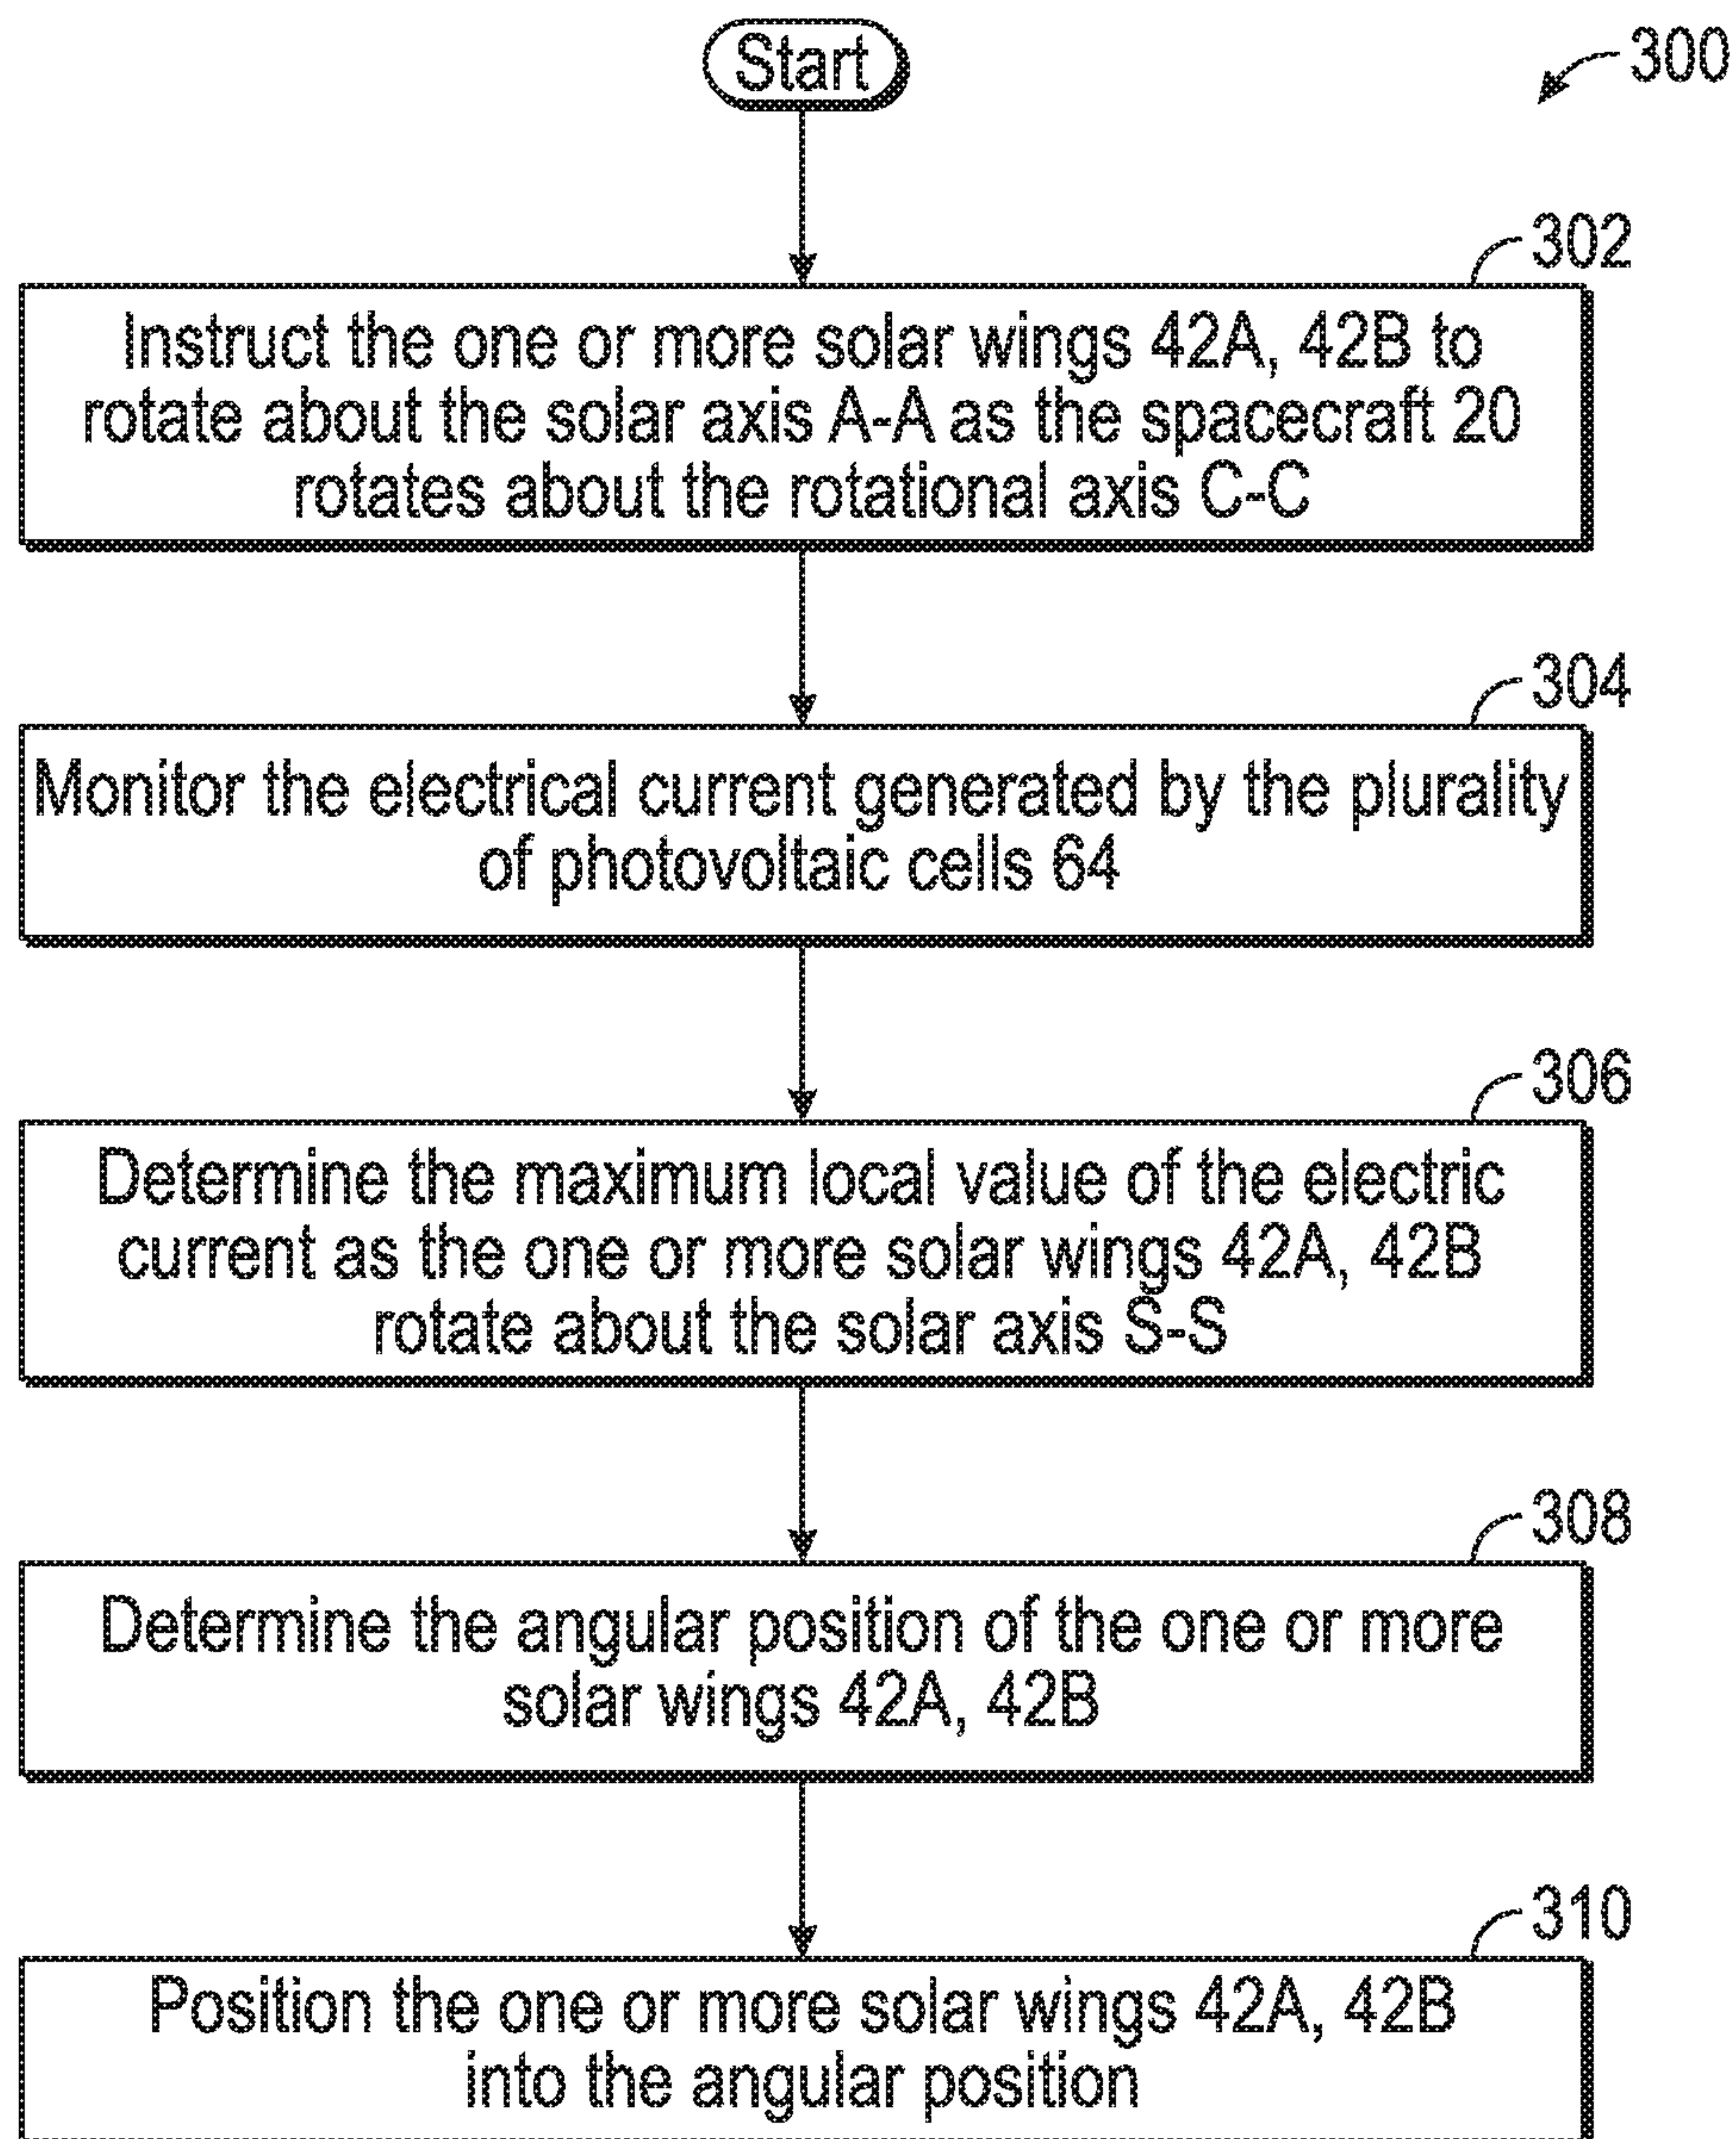 Start
300
302
Instruct the one or more solar wings 42A, 42B to
rotate about the solar axis A-A as the spacecraft 20
rotates about the rotational axis C-C
304
Monitor the electrical current generated by the plurality
of photovoltaic cells 64
306
Determine the maximum local value of the electric
current as the one or more solar wings 42A, 42B
rotate about the solar axis S-S
308
Determine the angular position of the one or more
solar wings 42A, 42B
310
Position the one or more solar wings 42A, 42B
into the angular position